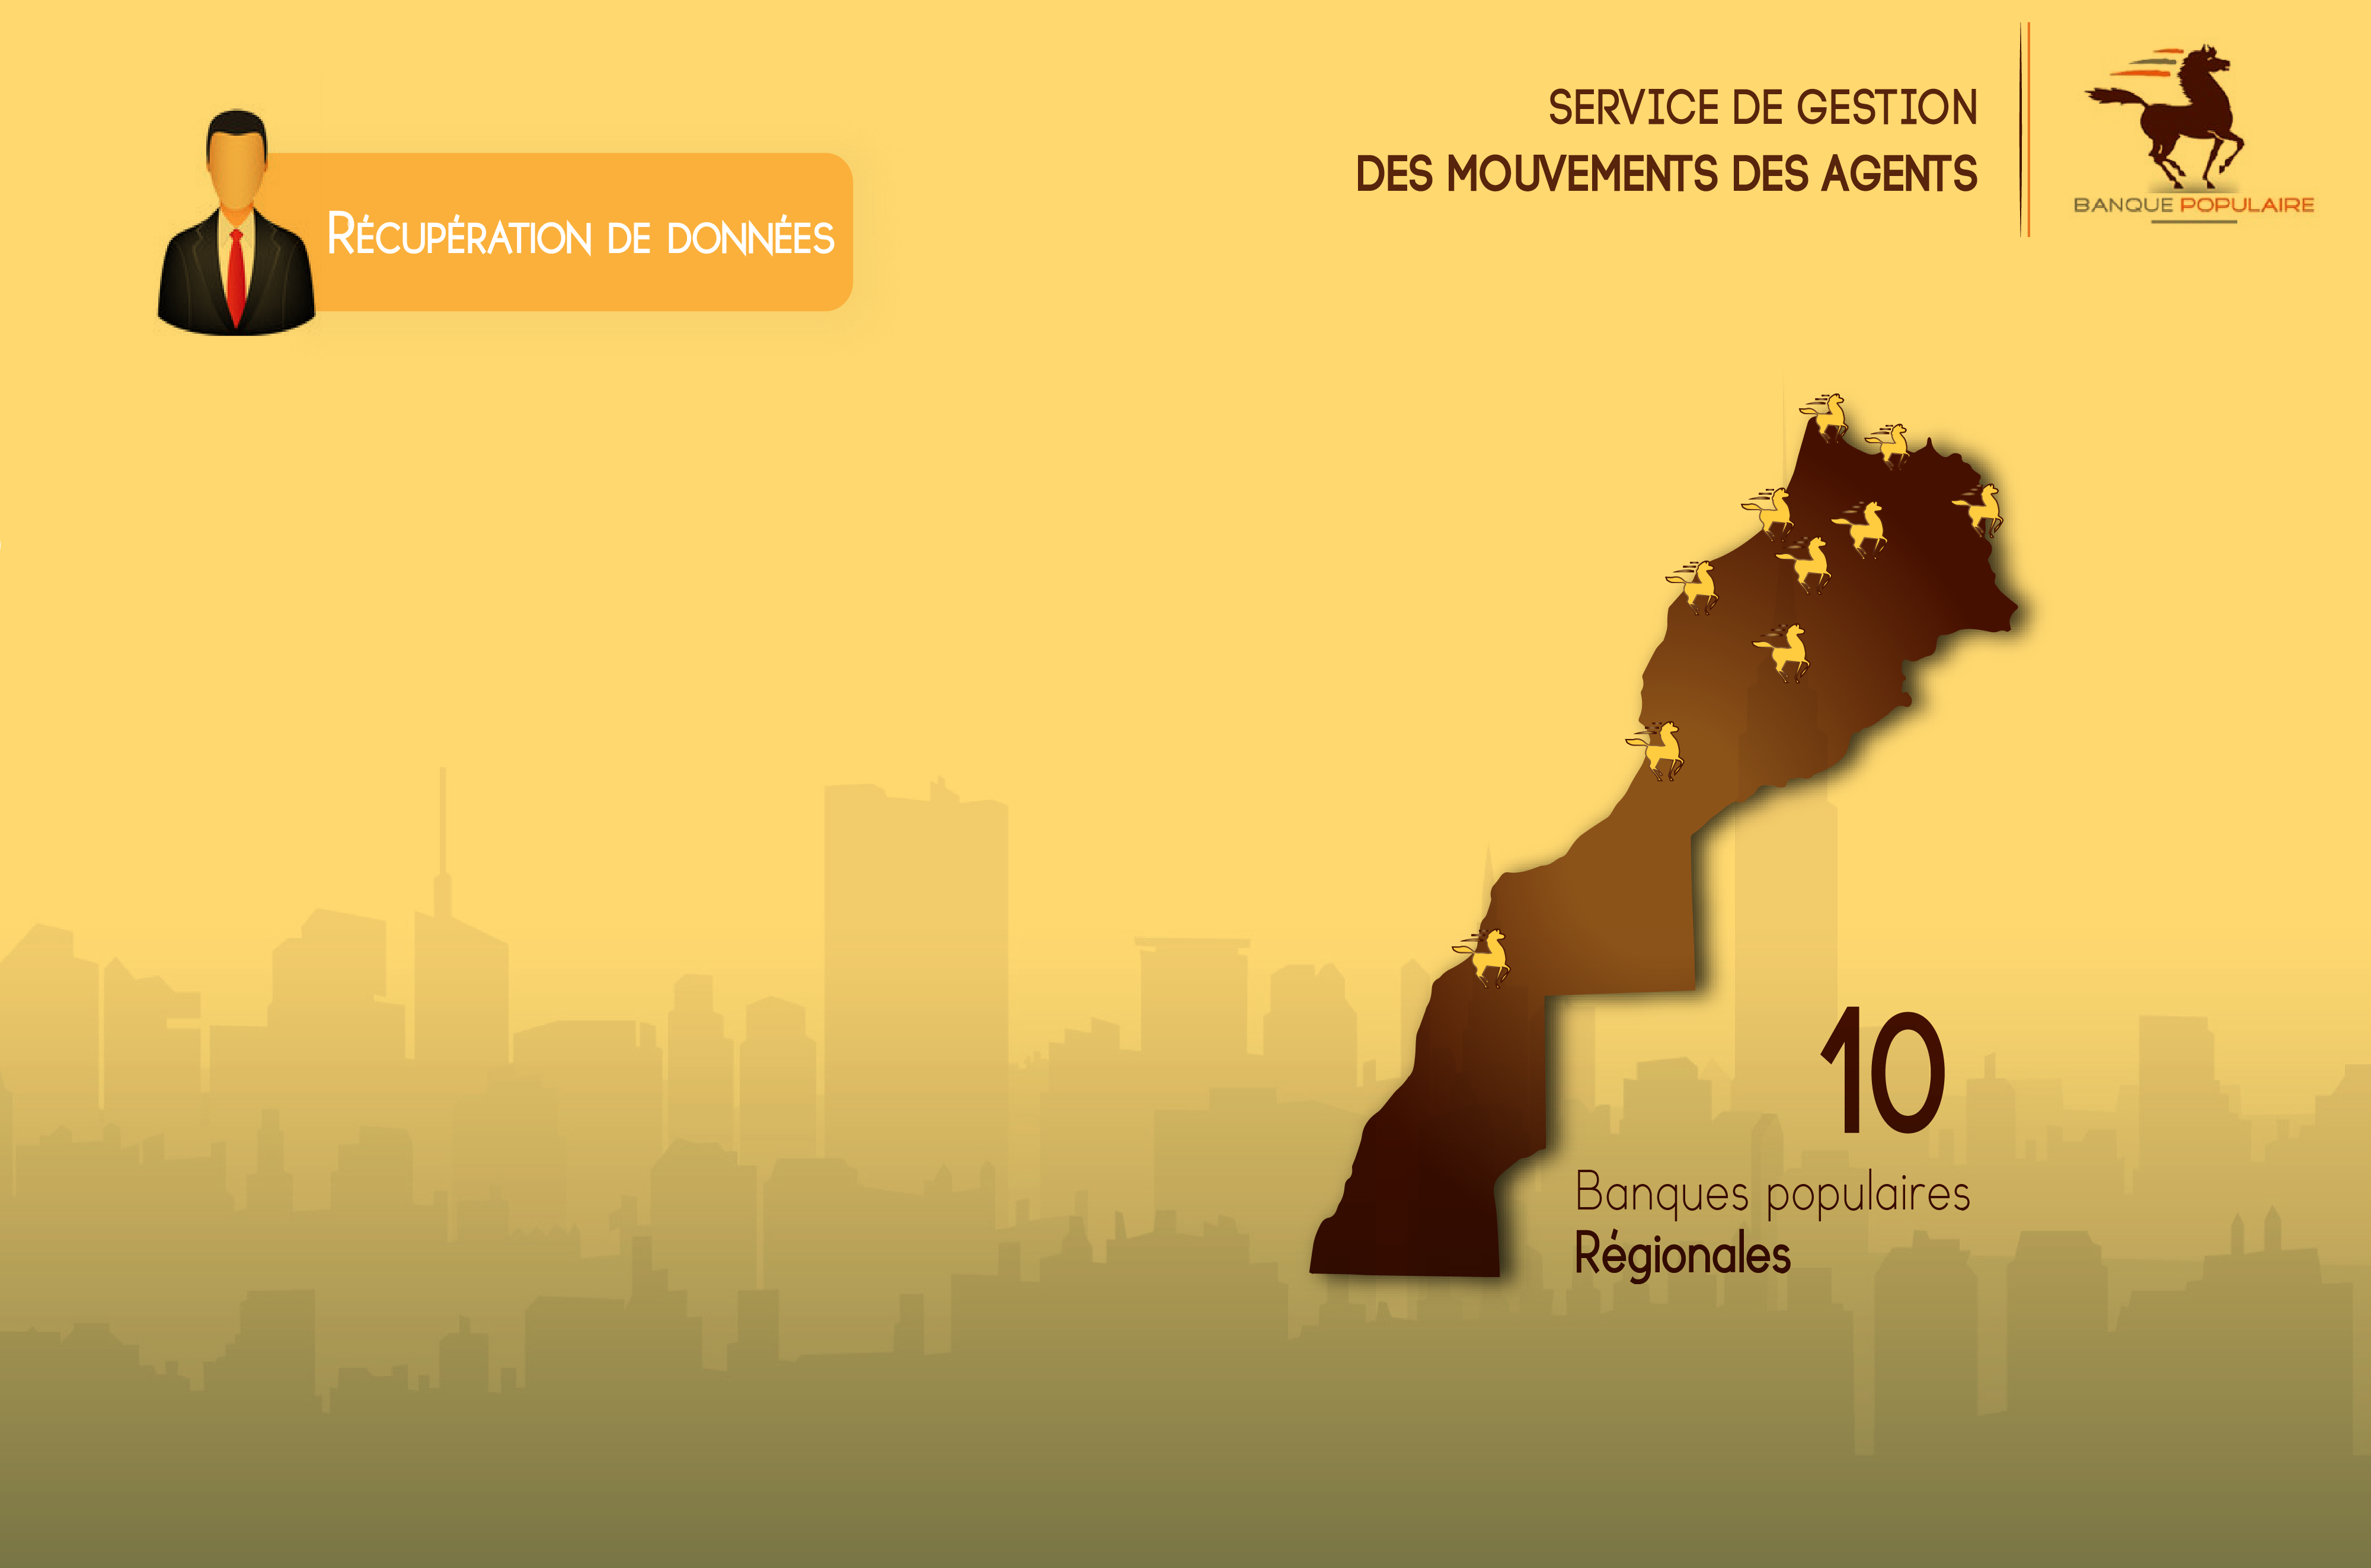 RÉCUPÉRATION DE DONNÉES
SERVICE DE GESTION
DES MOUVEMENTS DES AGENTS
BANQUE POPULAIRE
10
Banques populaires
Régionales